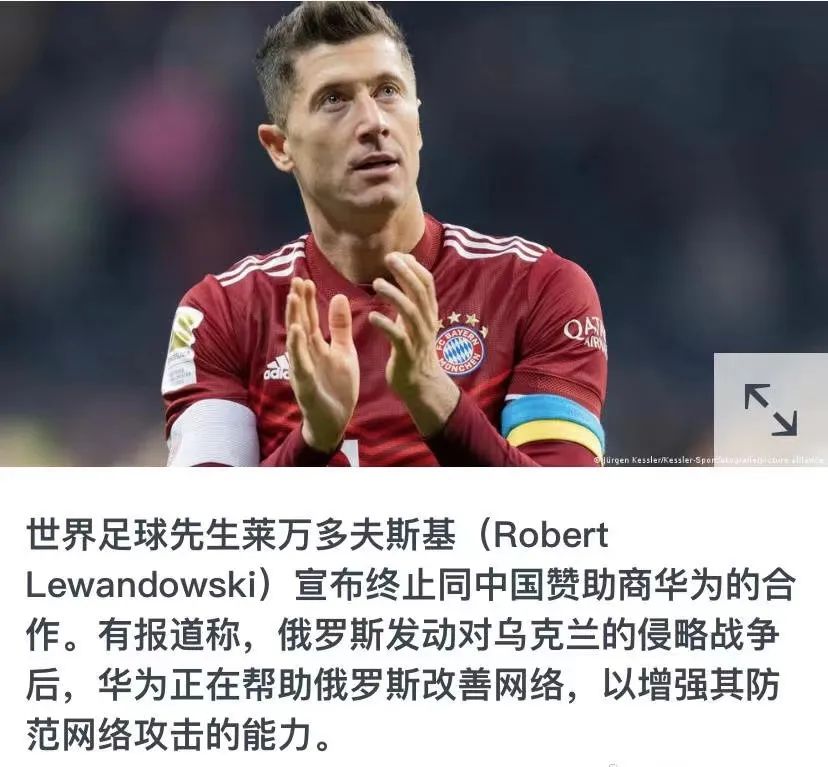 QATAR
AIRWAYS
FC BAYERN
MÜNCHEN
adidas
© Jürgen Kessler/Kessler-Sportfotografie/picture alliance
世界足球先生莱万多夫斯基（Robert
Lewandowski）宣布终止同中国赞助商华为的合
作。有报道称，俄罗斯发动对乌克兰的侵略战争
后，华为正在帮助俄罗斯改善网络，以增强其防
范网络攻击的能力。